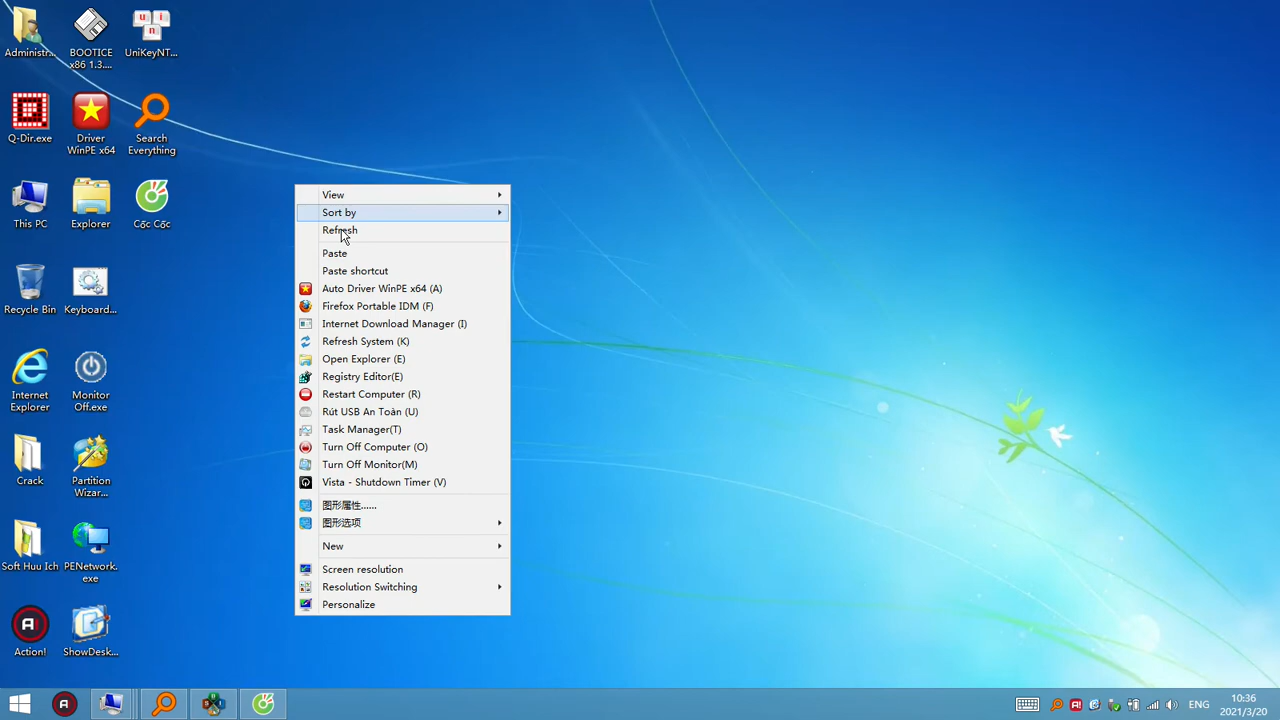 Administr...
BOOTICE
x86 1.3....
UniKeyNT...
Q-Dir.exe
Driver
WinPE x64
Search
Everything
This PC
Explorer
Cốc Cốc
Recycle Bin
Keyboard...
Internet
Explorer
Monitor
Off.exe
Crack
Partition
Wizar...
Soft Huu Ich
PENetwork.
exe
Action!
ShowDesk...
View
Sort by
Refresh
Paste
Paste shortcut
Auto Driver WinPE x64 (A)
Firefox Portable IDM (F)
Internet Download Manager (I)
Refresh System (K)
Open Explorer (E)
Registry Editor(E)
Restart Computer (R)
Rút USB An Toàn (U)
Task Manager(T)
Turn Off Computer (O)
Turn Off Monitor(M)
Vista - Shutdown Timer (V)
图形属性......
图形选项
New
Screen resolution
Resolution Switching
Personalize
ENG
10:36
2021/3/20